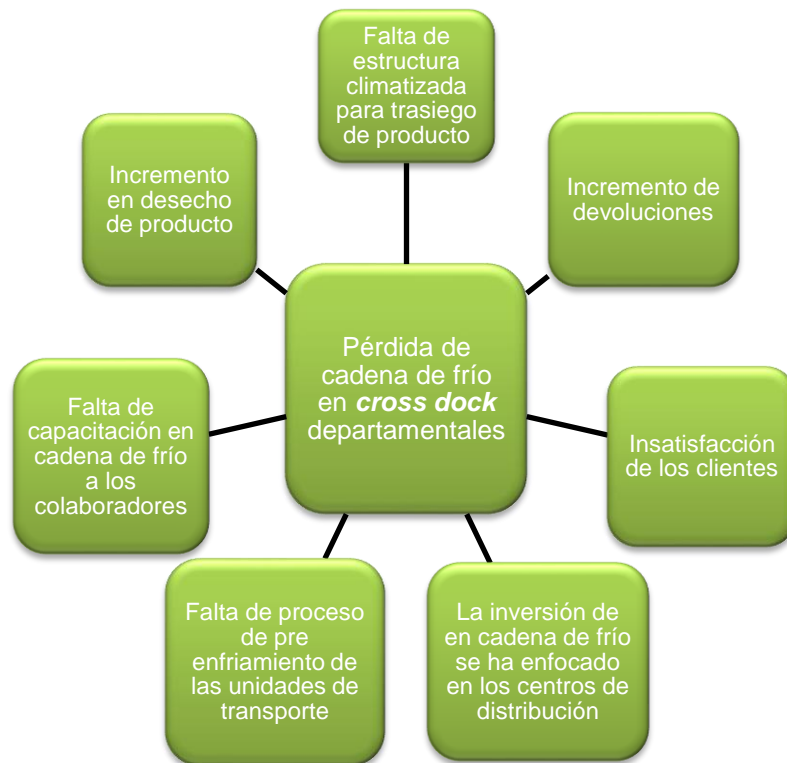 Falta de
estructura
climatizada
para trasiego
de producto
Incremento
en desecho
de producto
Incremento de
devoluciones
Pérdida de
cadena de frío
en cross dock
departamentales
Falta de
capacitación en
cadena de frío
a los
colaboradores
Insatisfacción
de los clientes
Falta de proceso
de pre
enfriamiento de
las unidades de
transporte
La inversión de
en cadena de frío
se ha enfocado
en los centros de
distribución